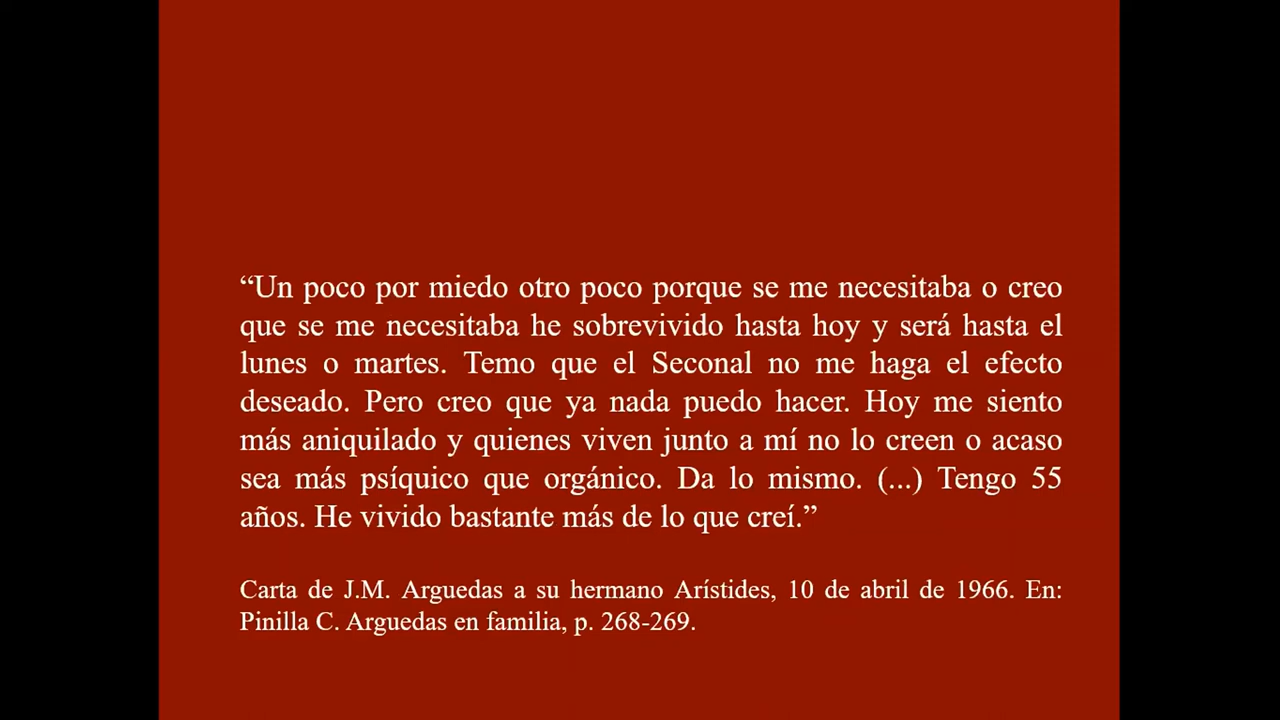 “Un poco por miedo otro poco porque se me necesitaba o creo
que se me necesitaba he sobrevivido hasta hoy y será hasta el
lunes o martes. Temo que el Seconal no me haga el efecto
deseado. Pero creo que ya nada puedo hacer. Hoy me siento
más aniquilado y quienes viven junto a mí no lo creen o acaso
sea más psíquico que orgánico. Da lo mismo. (...) Tengo 55
años. He vivido bastante más de lo que creí.”
Carta de J.M. Arguedas a su hermano Arístides, 10 de abril de 1966. En:
Pinilla C. Arguedas en familia, p. 268-269.